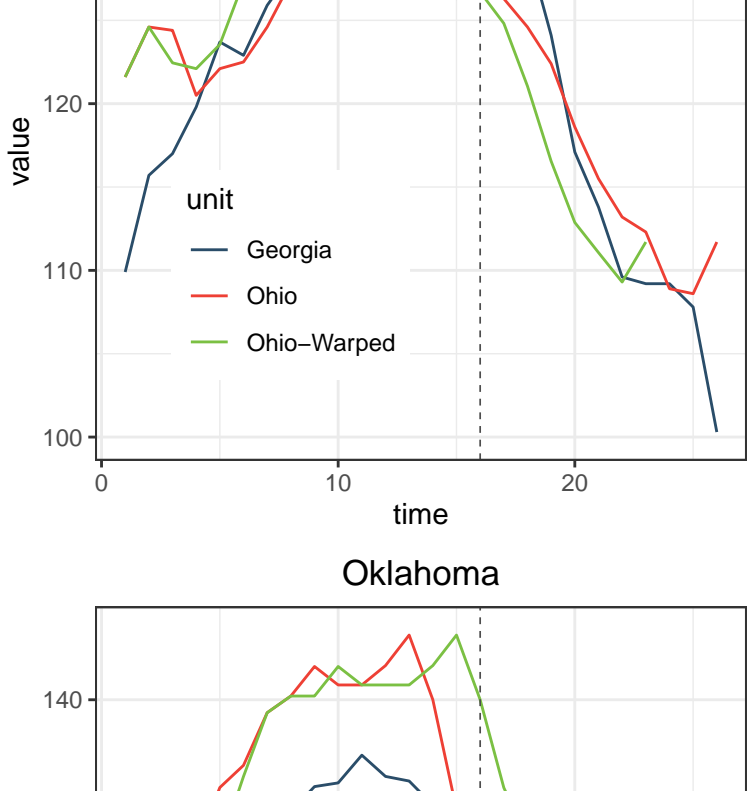 120
value
unit
Georgia
Ohio
110
Ohio−Warped
100
0
10
20
time
Oklahoma
140